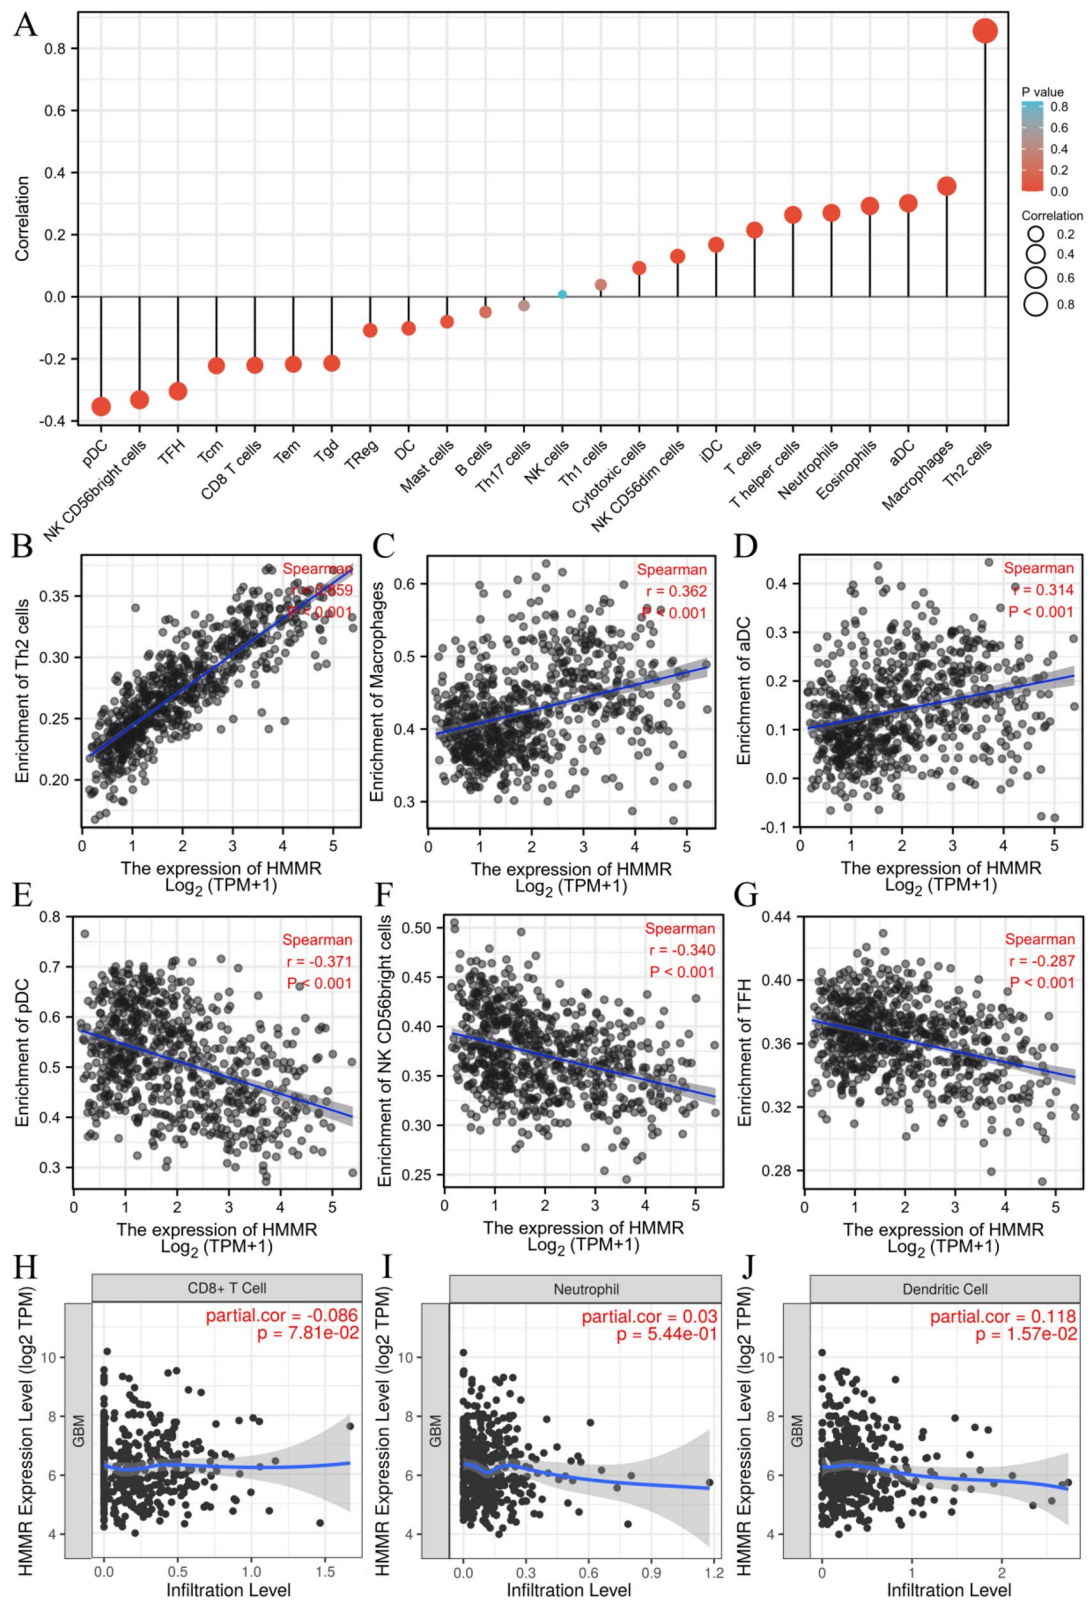 A
Correlation
0.8
0.6
0.4
0.2
0.0
-0.2
-0.4
pDC
NK CD56bright cells
TFH
Tcm
CD8 T cells
Tem
Tgd
TReg
DC
Mast cells
B cells
Th17 cells
NK cells
Th1 cells
Cytotoxic cells
NK CD56dim cells
iDC
T cells
T helper cells
Neutrophils
Eosinophils
aDC
Macrophages
Th2 cells
P value
0.8
0.6
0.4
0.2
0.0
Correlation
0.2
0.4
0.6
0.8
B
Enrichment of Th2 cells
0.35
0.30
0.25
0.20
Spearman
r = 0.859
P < 0.001
0 1 2 3 4 5
The expression of HMMR
Log2 (TPM+1)
C
Enrichment of Macrophages
0.6
0.5
0.4
0.3
Spearman
r = 0.362
P < 0.001
0 1 2 3 4 5
The expression of HMMR
Log2 (TPM+1)
D
Enrichment of aDC
0.4
0.3
0.2
0.1
0.0
-0.1
Spearman
r = 0.314
P < 0.001
0 1 2 3 4 5
The expression of HMMR
Log2 (TPM+1)
E
Enrichment of pDC
0.8
0.7
0.6
0.5
0.4
0.3
Spearman
r = -0.371
P < 0.001
0 1 2 3 4 5
The expression of HMMR
Log2 (TPM+1)
F
Enrichment of NK CD56bright cells
0.50
0.45
0.40
0.35
0.30
0.25
Spearman
r = -0.340
P < 0.001
0 1 2 3 4 5
The expression of HMMR
Log2 (TPM+1)
G
Enrichment of TFH
0.44
0.40
0.36
0.32
0.28
Spearman
r = -0.287
P < 0.001
0 1 2 3 4 5
The expression of HMMR
Log2 (TPM+1)
H
HMMR Expression Level (log2 TPM)
GBM
CD8+ T Cell
partial.cor = -0.086
p = 7.81e-02
10
8
6
4
0.0 0.5 1.0 1.5
Infiltration Level
I
HMMR Expression Level (log2 TPM)
GBM
Neutrophil
partial.cor = 0.03
p = 5.44e-01
10
8
6
4
0.0 0.3 0.6 0.9 1.2
Infiltration Level
J
HMMR Expression Level (log2 TPM)
GBM
Dendritic Cell
partial.cor = 0.118
p = 1.57e-02
10
8
6
4
0 1 2
Infiltration Level